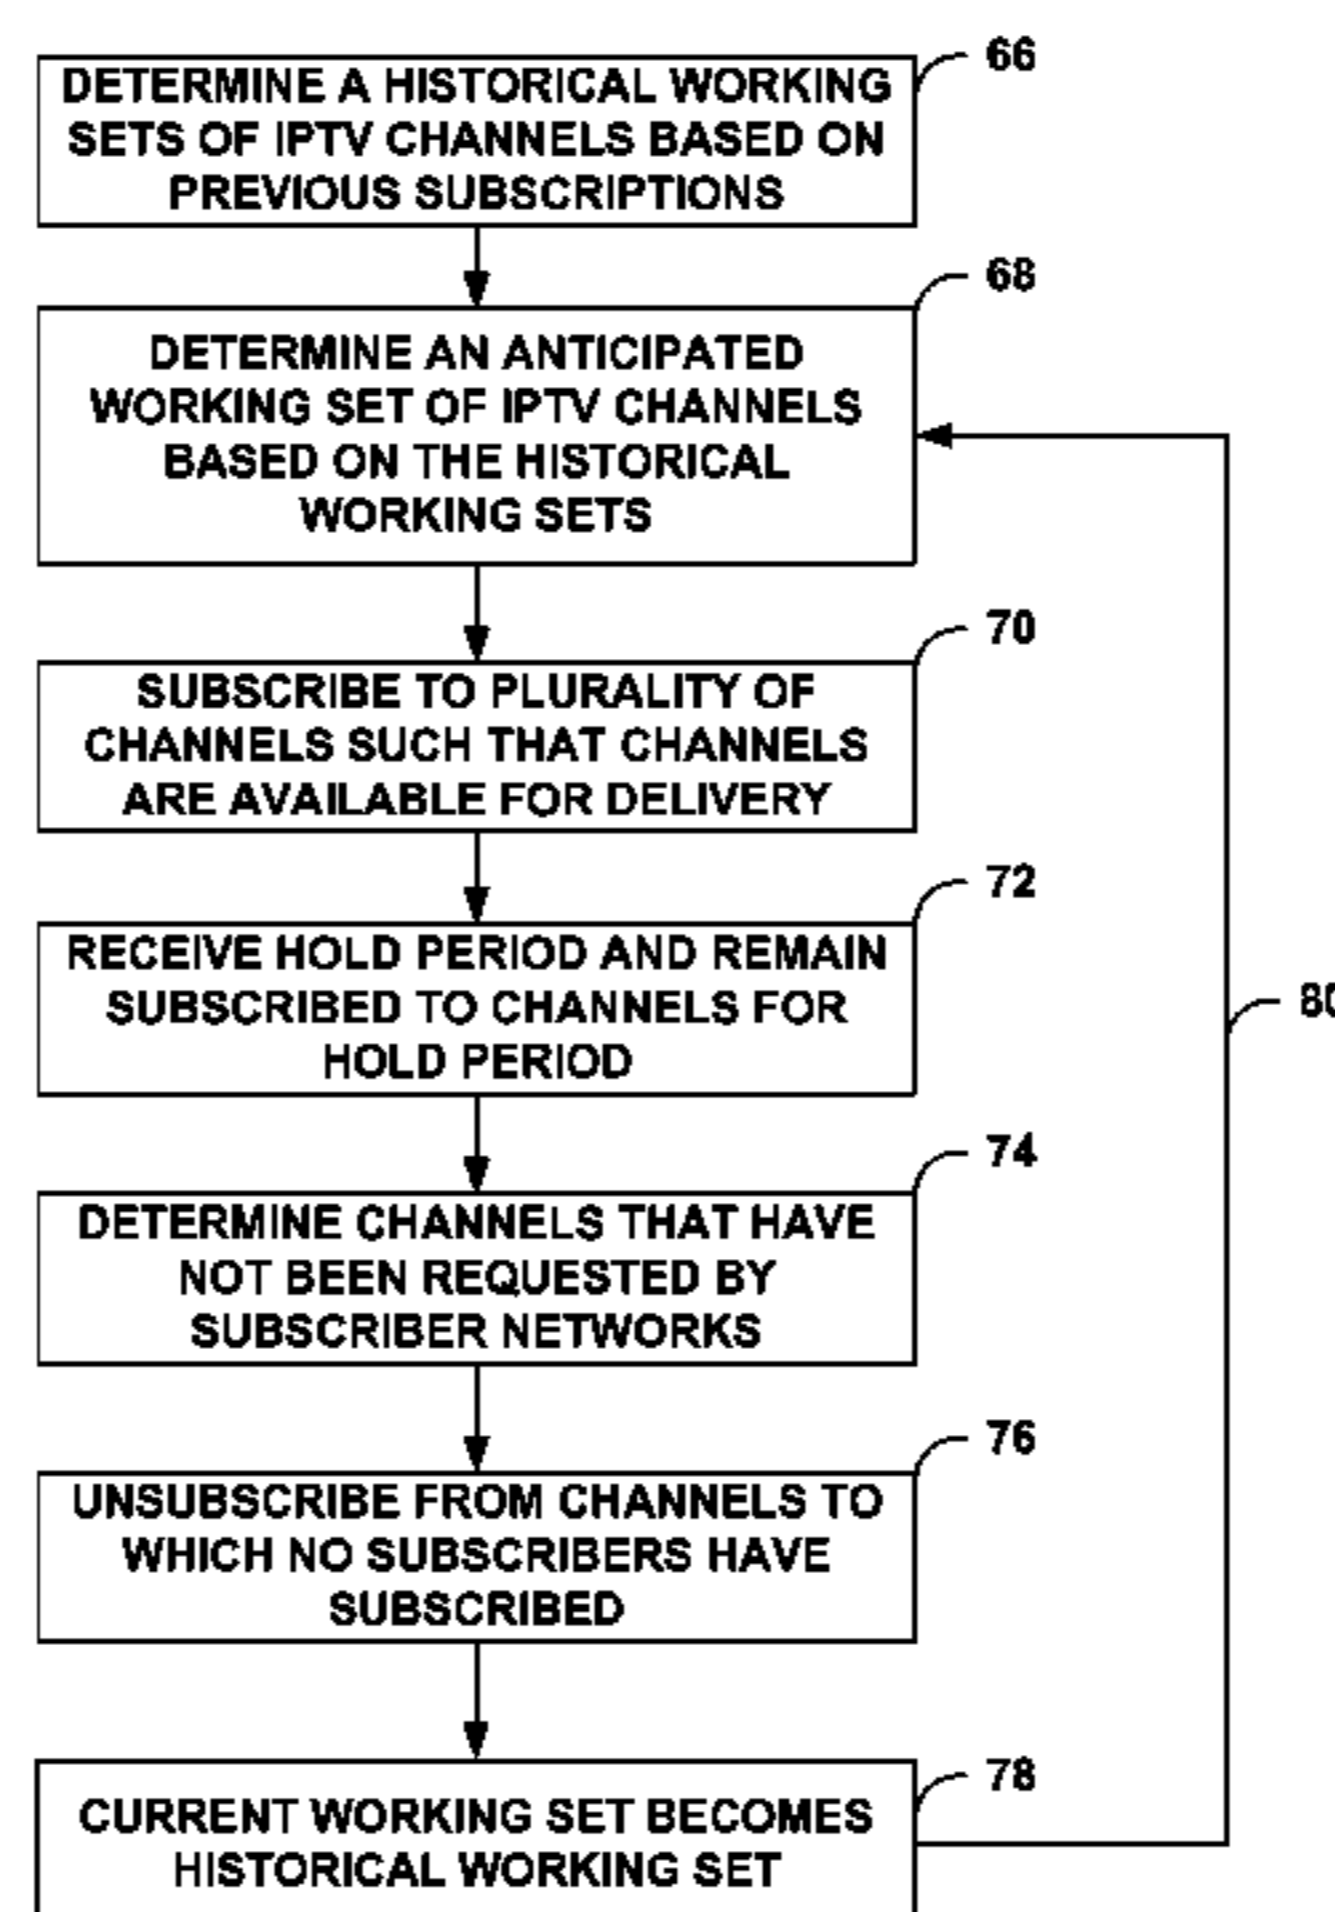 66
DETERMINE A HISTORICAL WORKING
SETS OF IPTV CHANNELS BASED ON
PREVIOUS SUBSCRIPTIONS
68
DETERMINE AN ANTICIPATED
WORKING SET OF IPTV CHANNELS
BASED ON THE HISTORICAL
WORKING SETS
70
SUBSCRIBE TO PLURALITY OF
CHANNELS SUCH THAT CHANNELS
ARE AVAILABLE FOR DELIVERY
72
RECEIVE HOLD PERIOD AND REMAIN
SUBSCRIBED TO CHANNELS FOR
HOLD PERIOD
80
74
DETERMINE CHANNELS THAT HAVE
NOT BEEN REQUESTED BY
SUBSCRIBER NETWORKS
76
UNSUBSCRIBE FROM CHANNELS TO
WHICH NO SUBSCRIBERS HAVE
SUBSCRIBED
78
CURRENT WORKING SET BECOMES
HISTORICAL WORKING SET